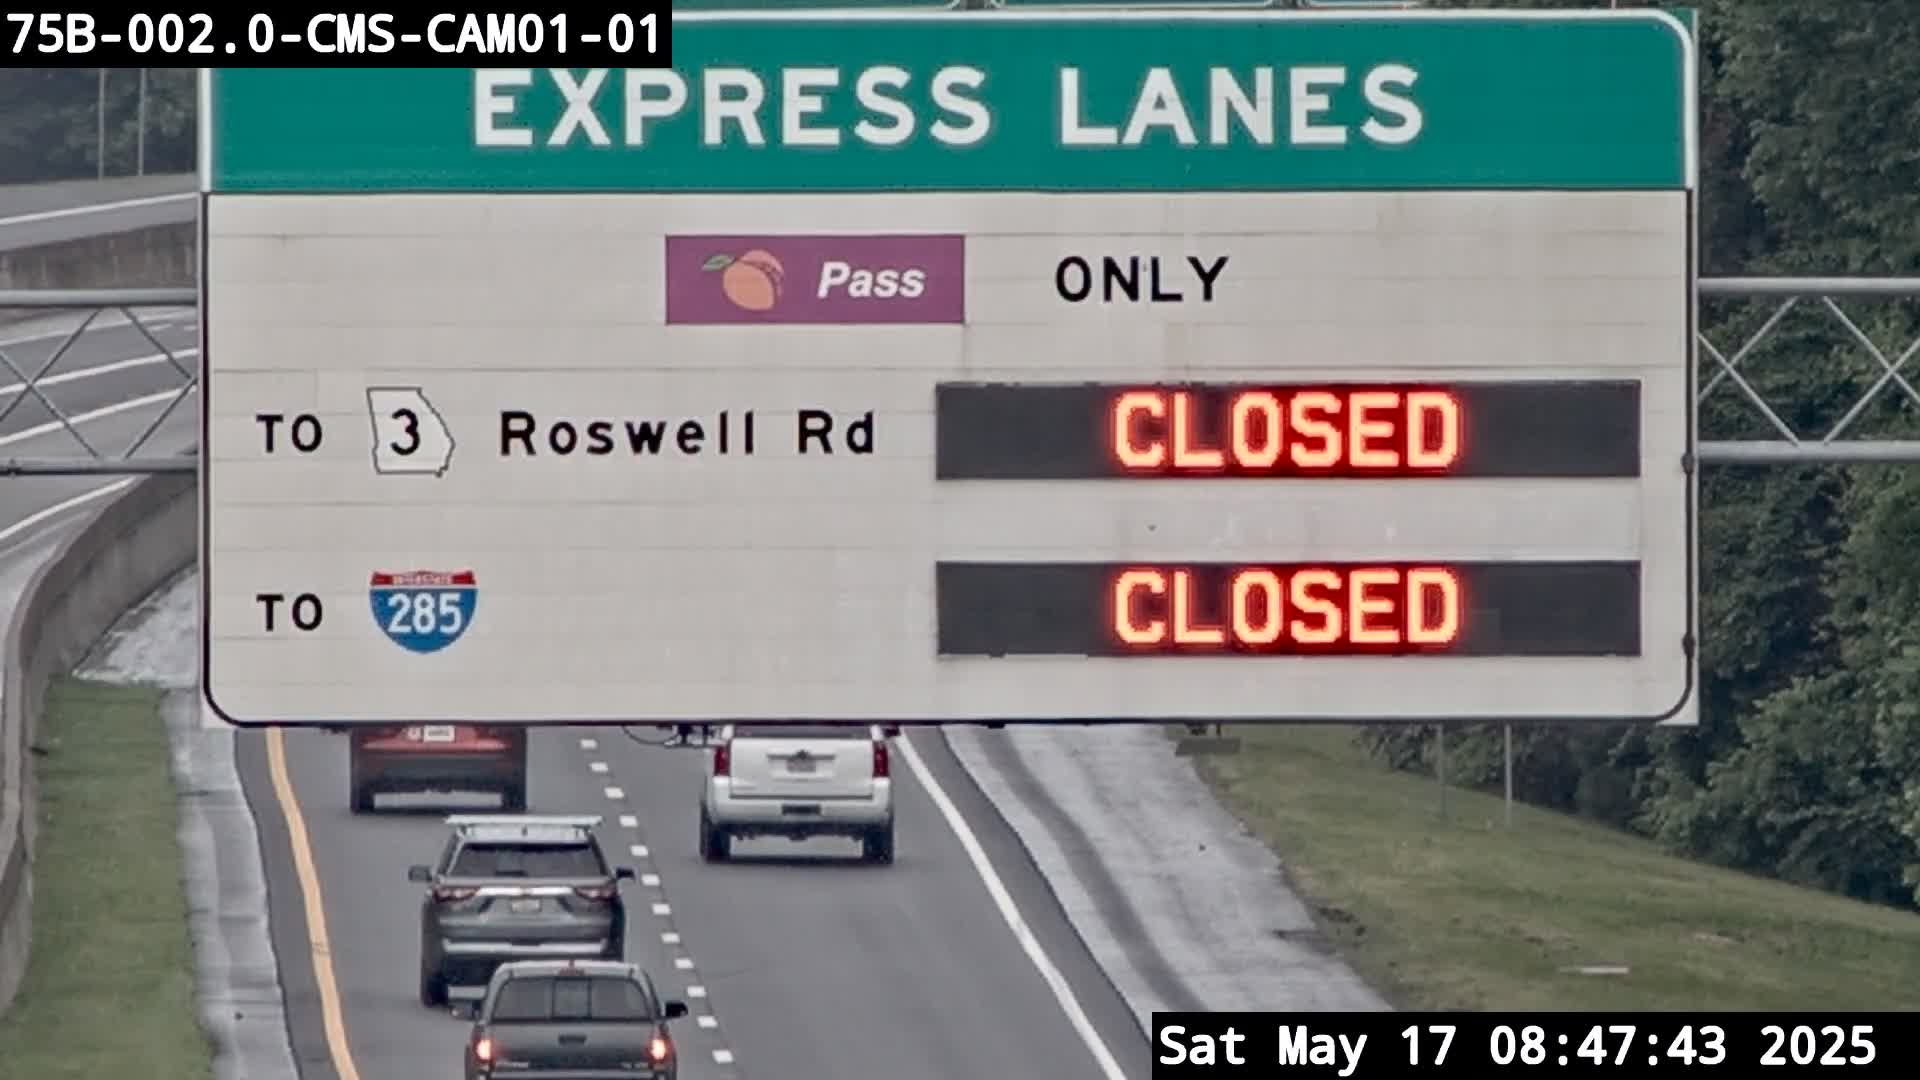 75B-002.0-CMS-CAM01-01
EXPRESS LANES
Pass ONLY
TO 3 Roswell Rd CLOSED
TO INTERSTATE 285 CLOSED
Sat May 17 08:47:43 2025